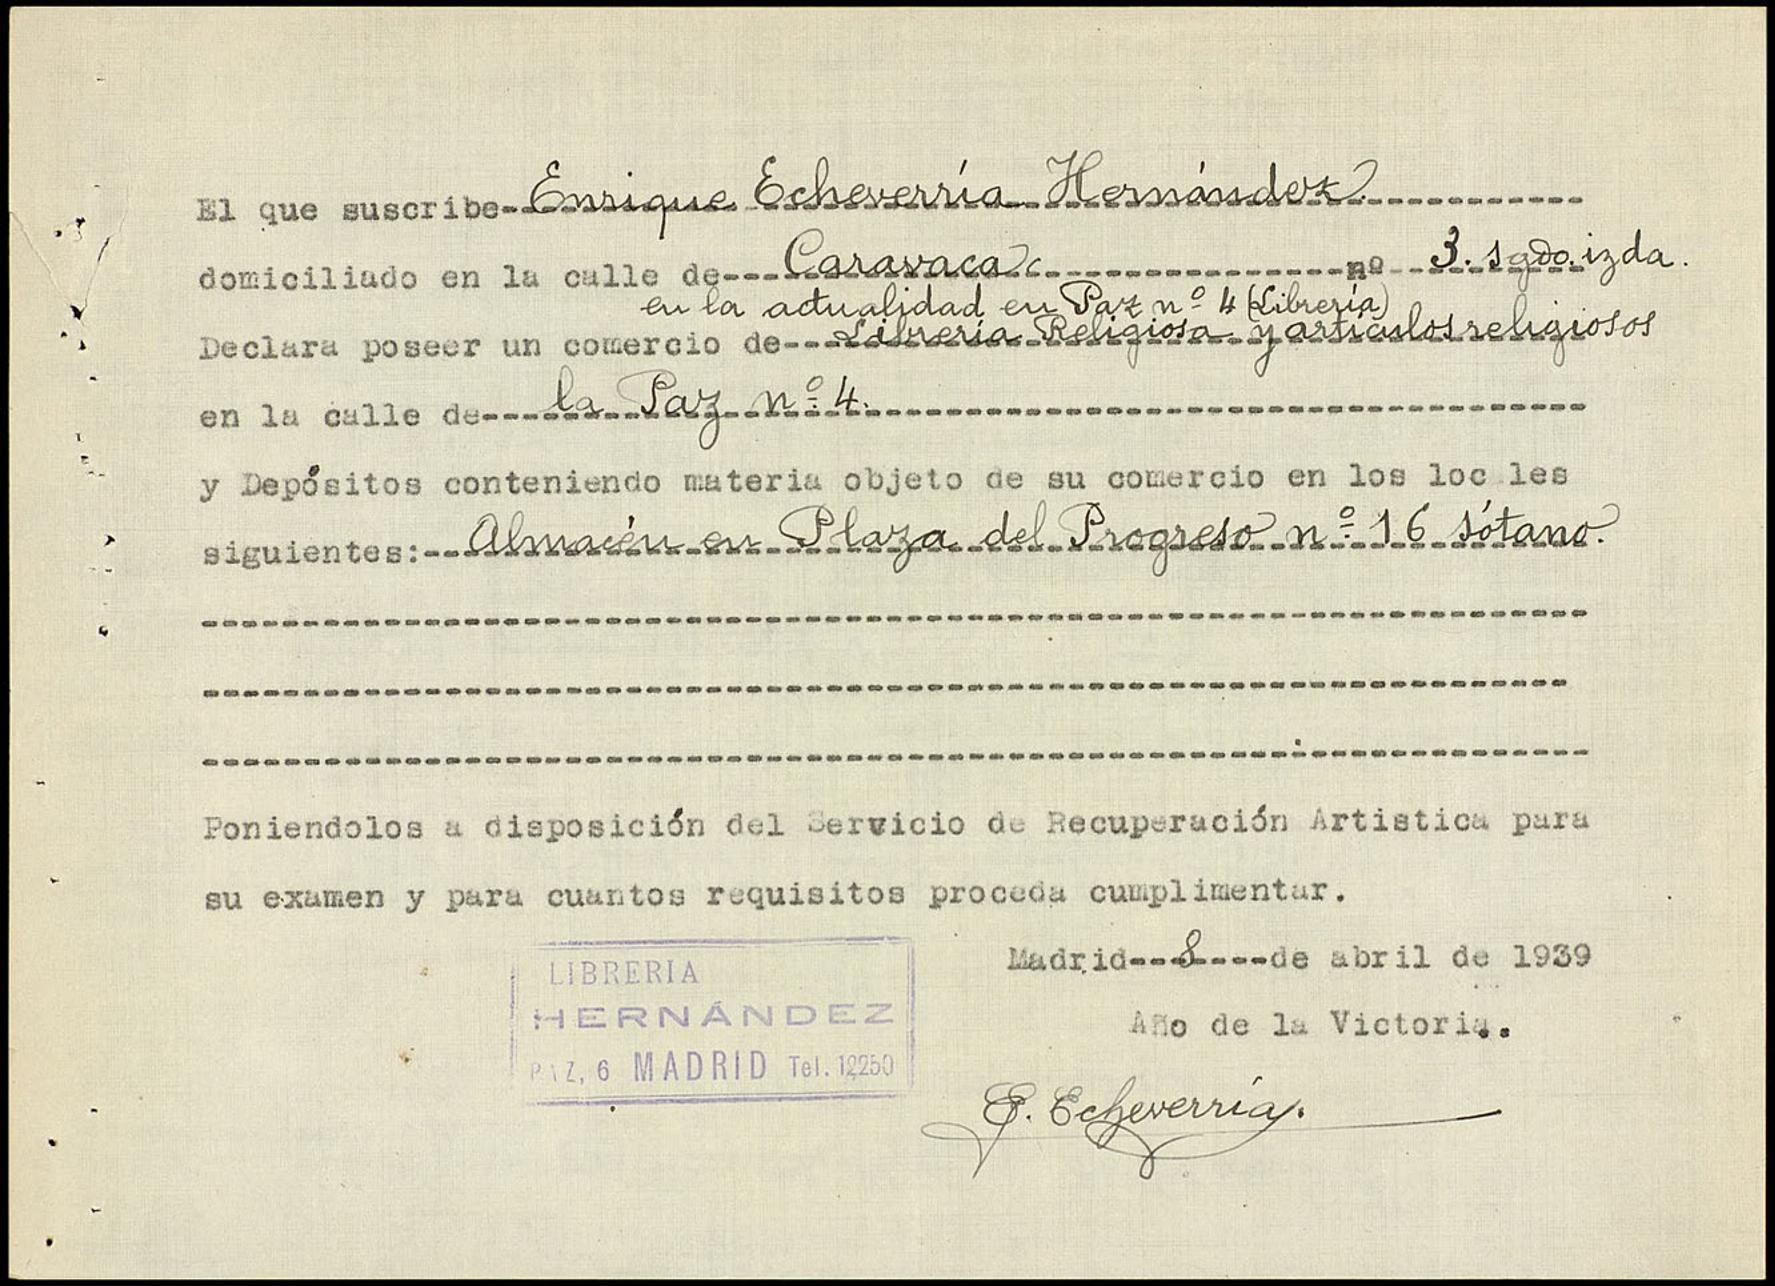 El que suscribe Enrique Echeverría Hernández.
domiciliado en la calle de Caravaca nº 3. sgdo. izda.
en la actualidad en Paz nº 4 (Librería)
Declara poseer un comercio de Librería Religiosa y artículos religiosos
en la calle de la Paz nº 4.
y Depósitos conteniendo materia objeto de su comercio en los loc les
siguientes: Almacén en Plaza del Progreso nº 16 sótano.
Poniendolos a disposición del Servicio de Recuperación Artistica para
su examen y para cuantos requisitos proceda cumplimentar.
Madrid 8 de abril de 1939
Año de la Victoria.
LIBRERIA
HERNÁNDEZ
PAZ, 6 MADRID Tel. 12250
E. Echeverría.